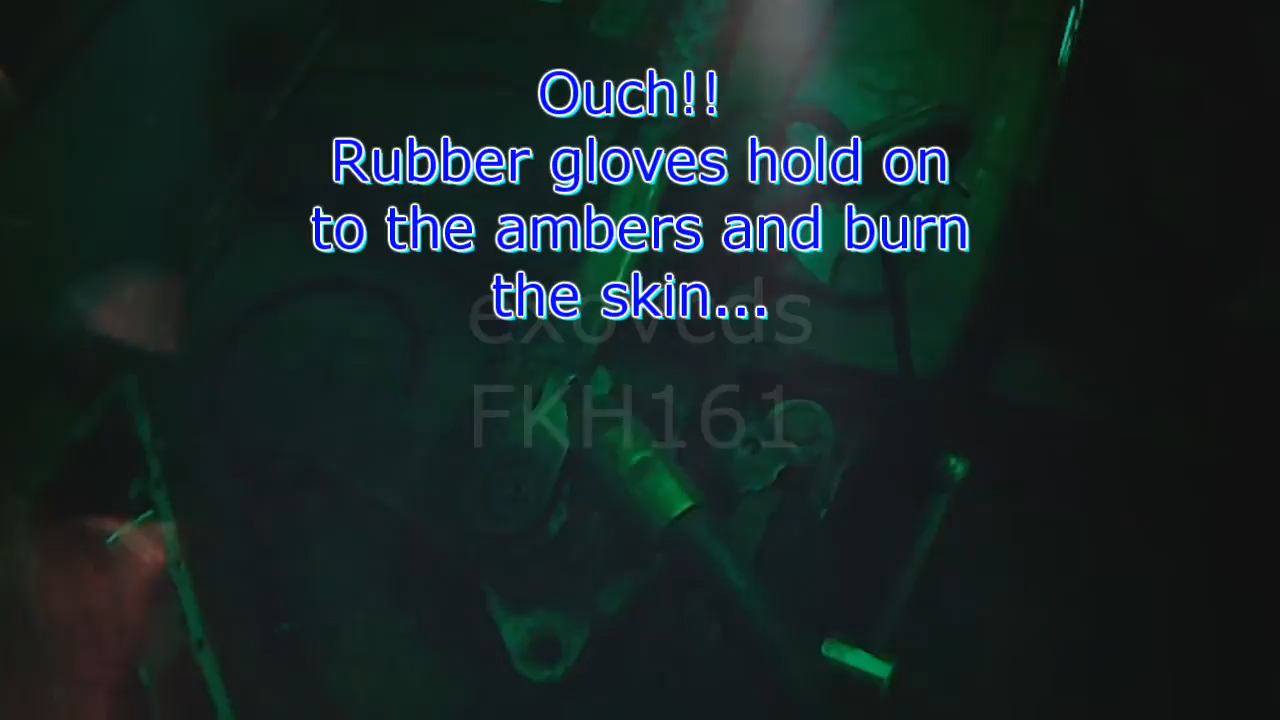 Ouch!!
Rubber gloves hold on
to the ambers and burn
the skin...
exovcds
FKH161